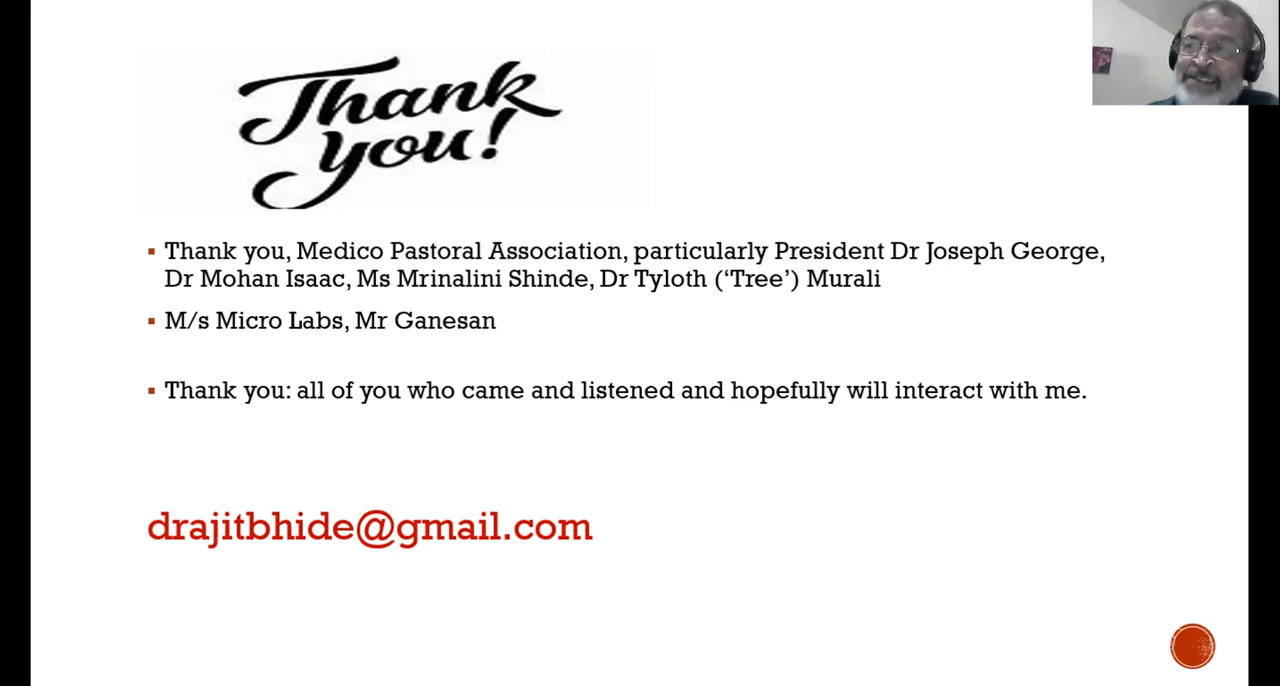 Thank
you!
Thank you, Medico Pastoral Association, particularly President Dr Joseph George,
Dr Mohan Isaac, Ms Mrinalini Shinde, Dr Tyloth (‘Tree’) Murali
M/s Micro Labs, Mr Ganesan
Thank you: all of you who came and listened and hopefully will interact with me.
drajitbhide@gmail.com